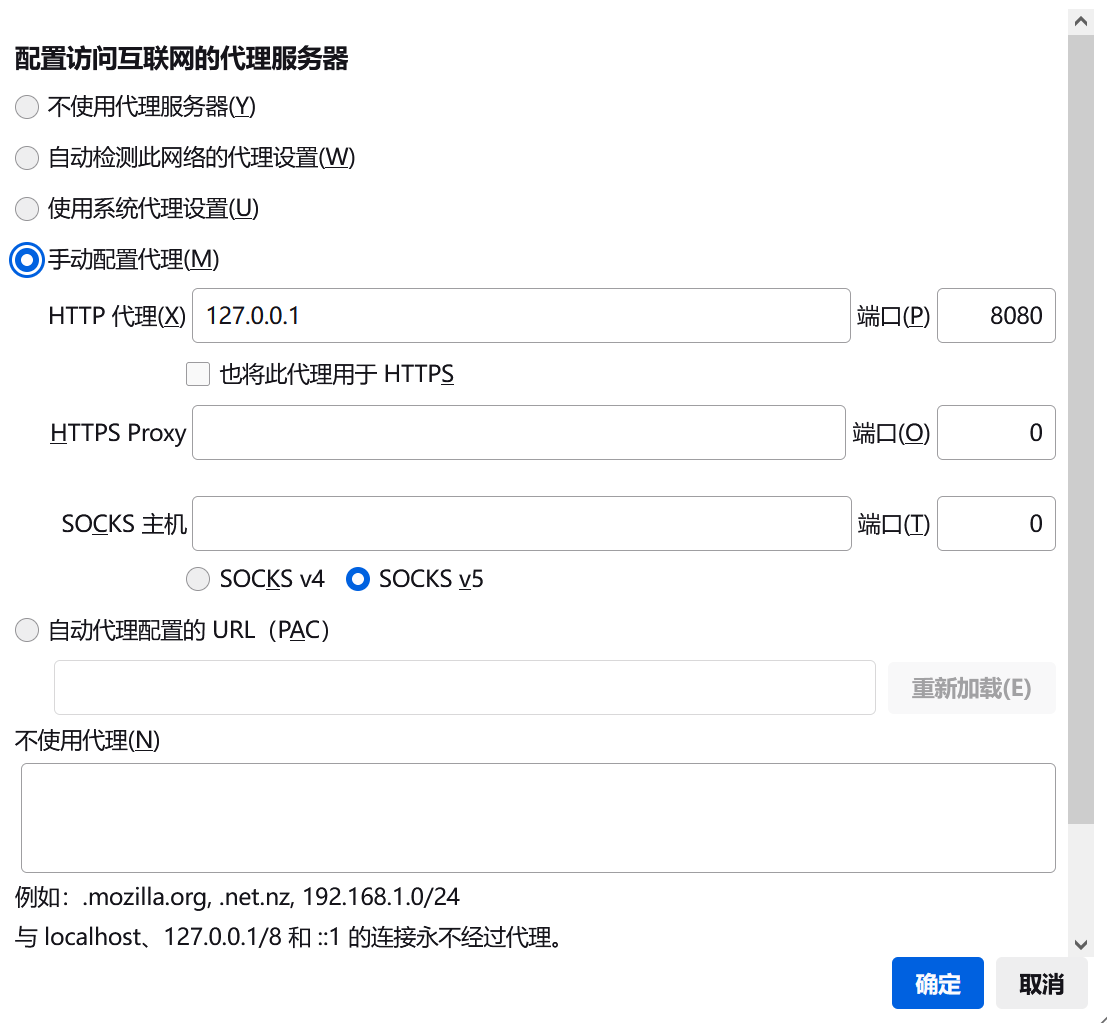 配置访问互联网的代理服务器
不使用代理服务器(Y)
自动检测此网络的代理设置(W)
使用系统代理设置(U)
手动配置代理(M)
HTTP 代理(X) 127.0.0.1 端口(P) 8080
也将此代理用于 HTTPS
HTTPS Proxy 端口(O) 0
SOCKS 主机 端口(T) 0
SOCKS v4 SOCKS v5
自动代理配置的 URL（PAC）
重新加载(E)
不使用代理(N)
例如：.mozilla.org, .net.nz, 192.168.1.0/24
与 localhost、127.0.0.1/8 和 ::1 的连接永不经过代理。
确定 取消